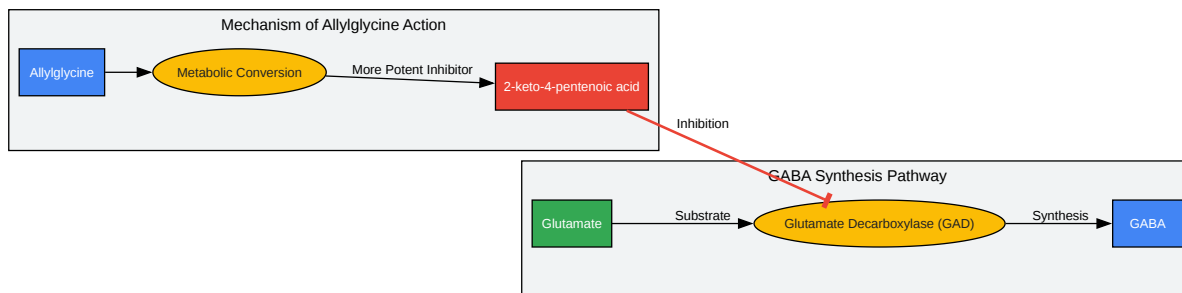 Mechanism of Allylglycine Action
Allylglycine
Metabolic Conversion
More Potent Inhibitor
2-keto-4-pentenoic acid
Inhibition
GABA Synthesis Pathway
Glutamate
Substrate
Glutamate Decarboxylase (GAD)
Synthesis
GABA